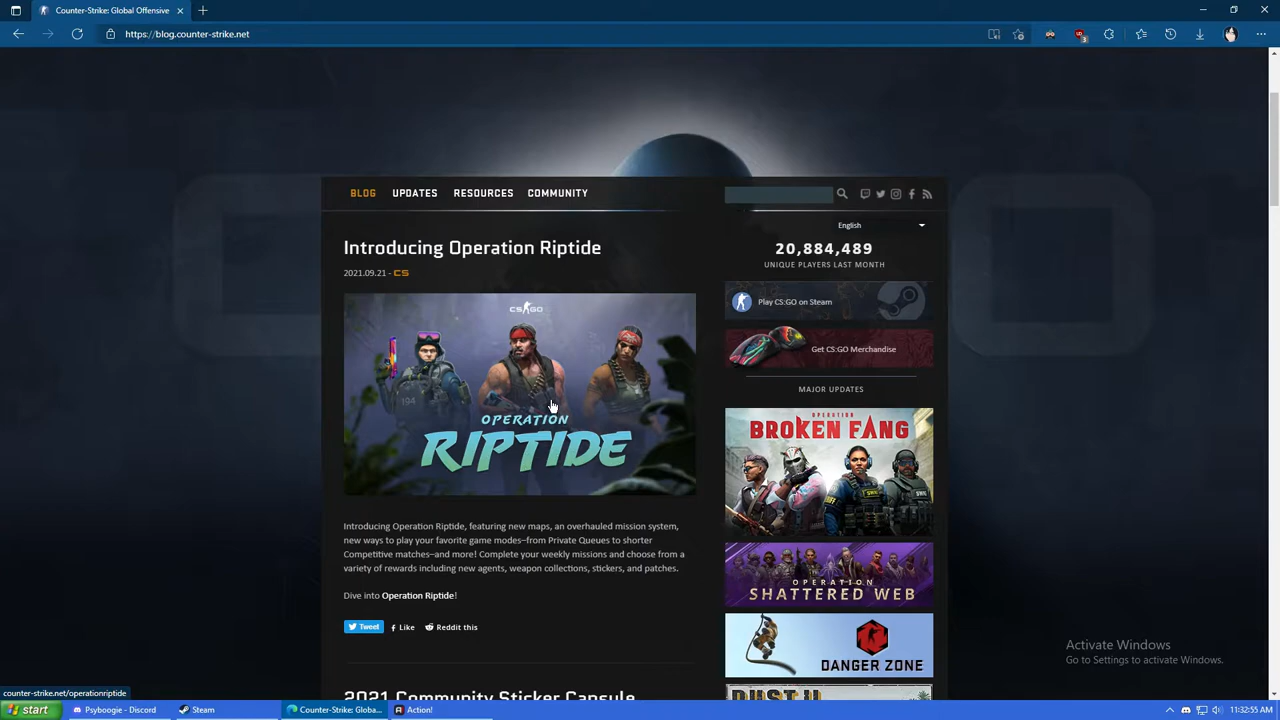 Counter-Strike: Global Offensive
https://blog.counter-strike.net
BLOG UPDATES RESOURCES COMMUNITY
English
Introducing Operation Riptide
2021.09.21 - CS
CS GO
194
OPERATION
RIPTIDE
Introducing Operation Riptide, featuring new maps, an overhauled mission system,
new ways to play your favorite game modes–from Private Queues to shorter
Competitive matches–and more! Complete your weekly missions and choose from a
variety of rewards including new agents, weapon collections, stickers, and patches.
Dive into Operation Riptide!
Tweet Like Reddit this
2021 Community Sticker Capsule
20,884,489
UNIQUE PLAYERS LAST MONTH
Play CS:GO on Steam
Get CS:GO Merchandise
MAJOR UPDATES
OPERATION
BROKEN FANG
OPERATION
SHATTERED WEB
DANGER ZONE
DUST II
Activate Windows
Go to Settings to activate Windows.
counter-strike.net/operationriptide
start Psyboogie - Discord Steam Counter-Strike: Globa... Action! 11:32:55 AM